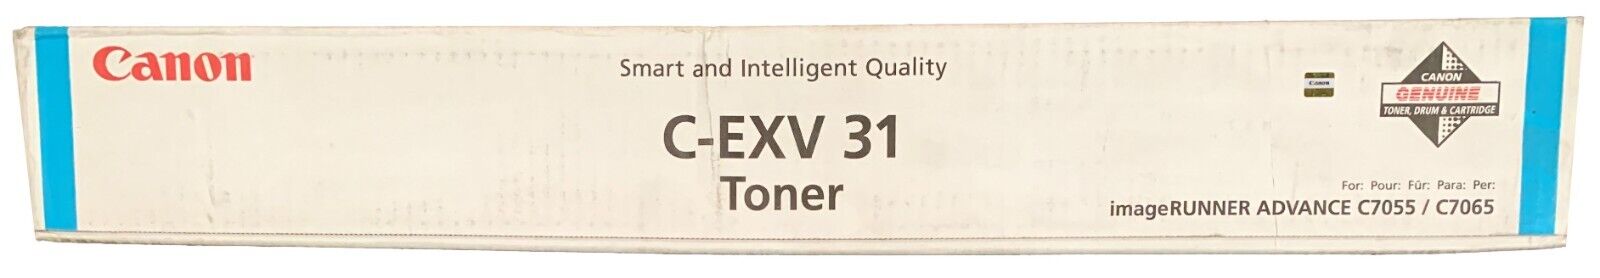 Canon
Smart and Intelligent Quality
C-EXV 31
Toner
Canon
CANON
GENUINE
TONER, DRUM & CARTRIDGE
For: Pour: Für: Para: Per:
imageRUNNER ADVANCE C7055 / C7065